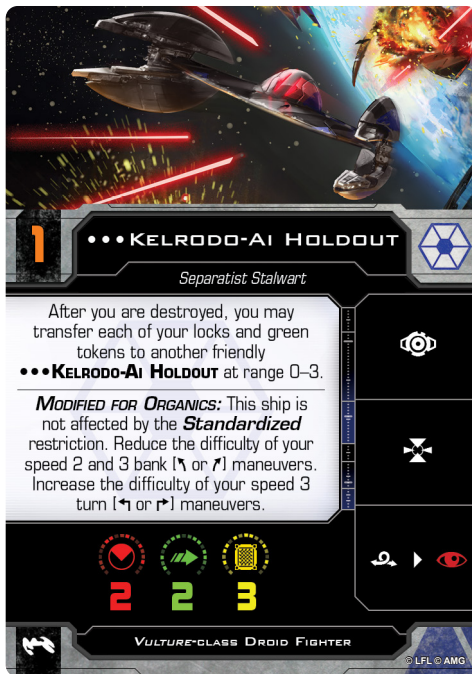 1
•••Kelrodo-Ai Holdout
Separatist Stalwart
After you are destroyed, you may
transfer each of your locks and green
tokens to another friendly
•••Kelrodo-Ai Holdout at range 0–3.
Modified for Organics: This ship is
not affected by the Standardized
restriction. Reduce the difficulty of your
speed 2 and 3 bank [↖ or ↗] maneuvers.
Increase the difficulty of your speed 3
turn [↰ or ↱] maneuvers.
2 2 3
Vulture-class Droid Fighter
© LFL © AMG